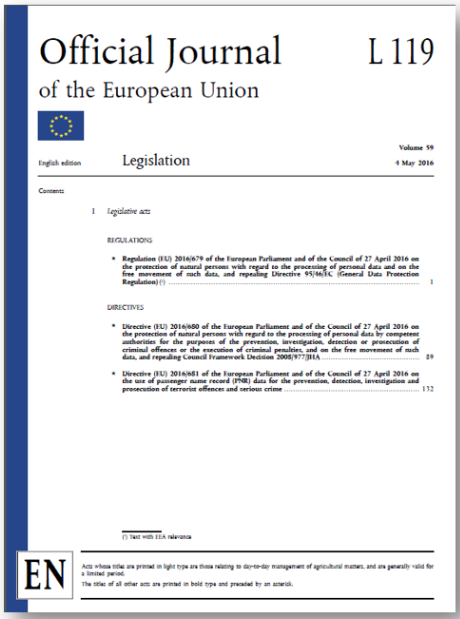 Official Journal L 119
of the European Union
Volume 59
English edition Legislation 4 May 2016
Contents
I Legislative acts
REGULATIONS
* Regulation (EU) 2016/679 of the European Parliament and of the Council of 27 April 2016 on
the protection of natural persons with regard to the processing of personal data and on the
free movement of such data, and repealing Directive 95/46/EC (General Data Protection
Regulation) (¹) ........ 1
DIRECTIVES
* Directive (EU) 2016/680 of the European Parliament and of the Council of 27 April 2016 on
the protection of natural persons with regard to the processing of personal data by competent
authorities for the purposes of the prevention, investigation, detection or prosecution of
criminal offences or the execution of criminal penalties, and on the free movement of such
data, and repealing Council Framework Decision 2008/977/JHA ........ 89
* Directive (EU) 2016/681 of the European Parliament and of the Council of 27 April 2016 on
the use of passenger name record (PNR) data for the prevention, detection, investigation and
prosecution of terrorist offences and serious crime ........ 132
(¹) Text with EEA relevance
EN
Acts whose titles are printed in light type are those relating to day-to-day management of agricultural matters, and are generally valid for
a limited period.
The titles of all other acts are printed in bold type and preceded by an asterisk.